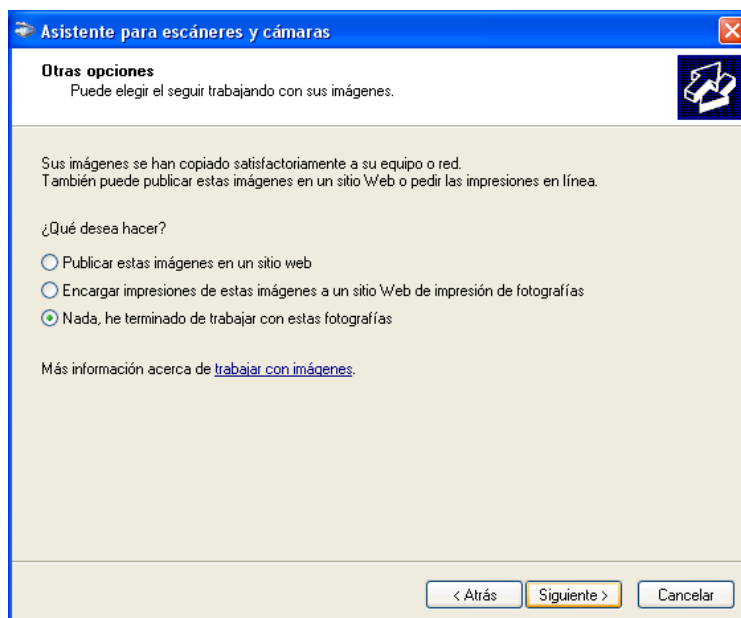 Asistente para escáneres y cámaras
Otras opciones
Puede elegir el seguir trabajando con sus imágenes.
Sus imágenes se han copiado satisfactoriamente a su equipo o red.
También puede publicar estas imágenes en un sitio Web o pedir las impresiones en línea.
¿Qué desea hacer?
Publicar estas imágenes en un sitio web
Encargar impresiones de estas imágenes a un sitio Web de impresión de fotografías
Nada, he terminado de trabajar con estas fotografías
Más información acerca de trabajar con imágenes.
< Atrás Siguiente > Cancelar